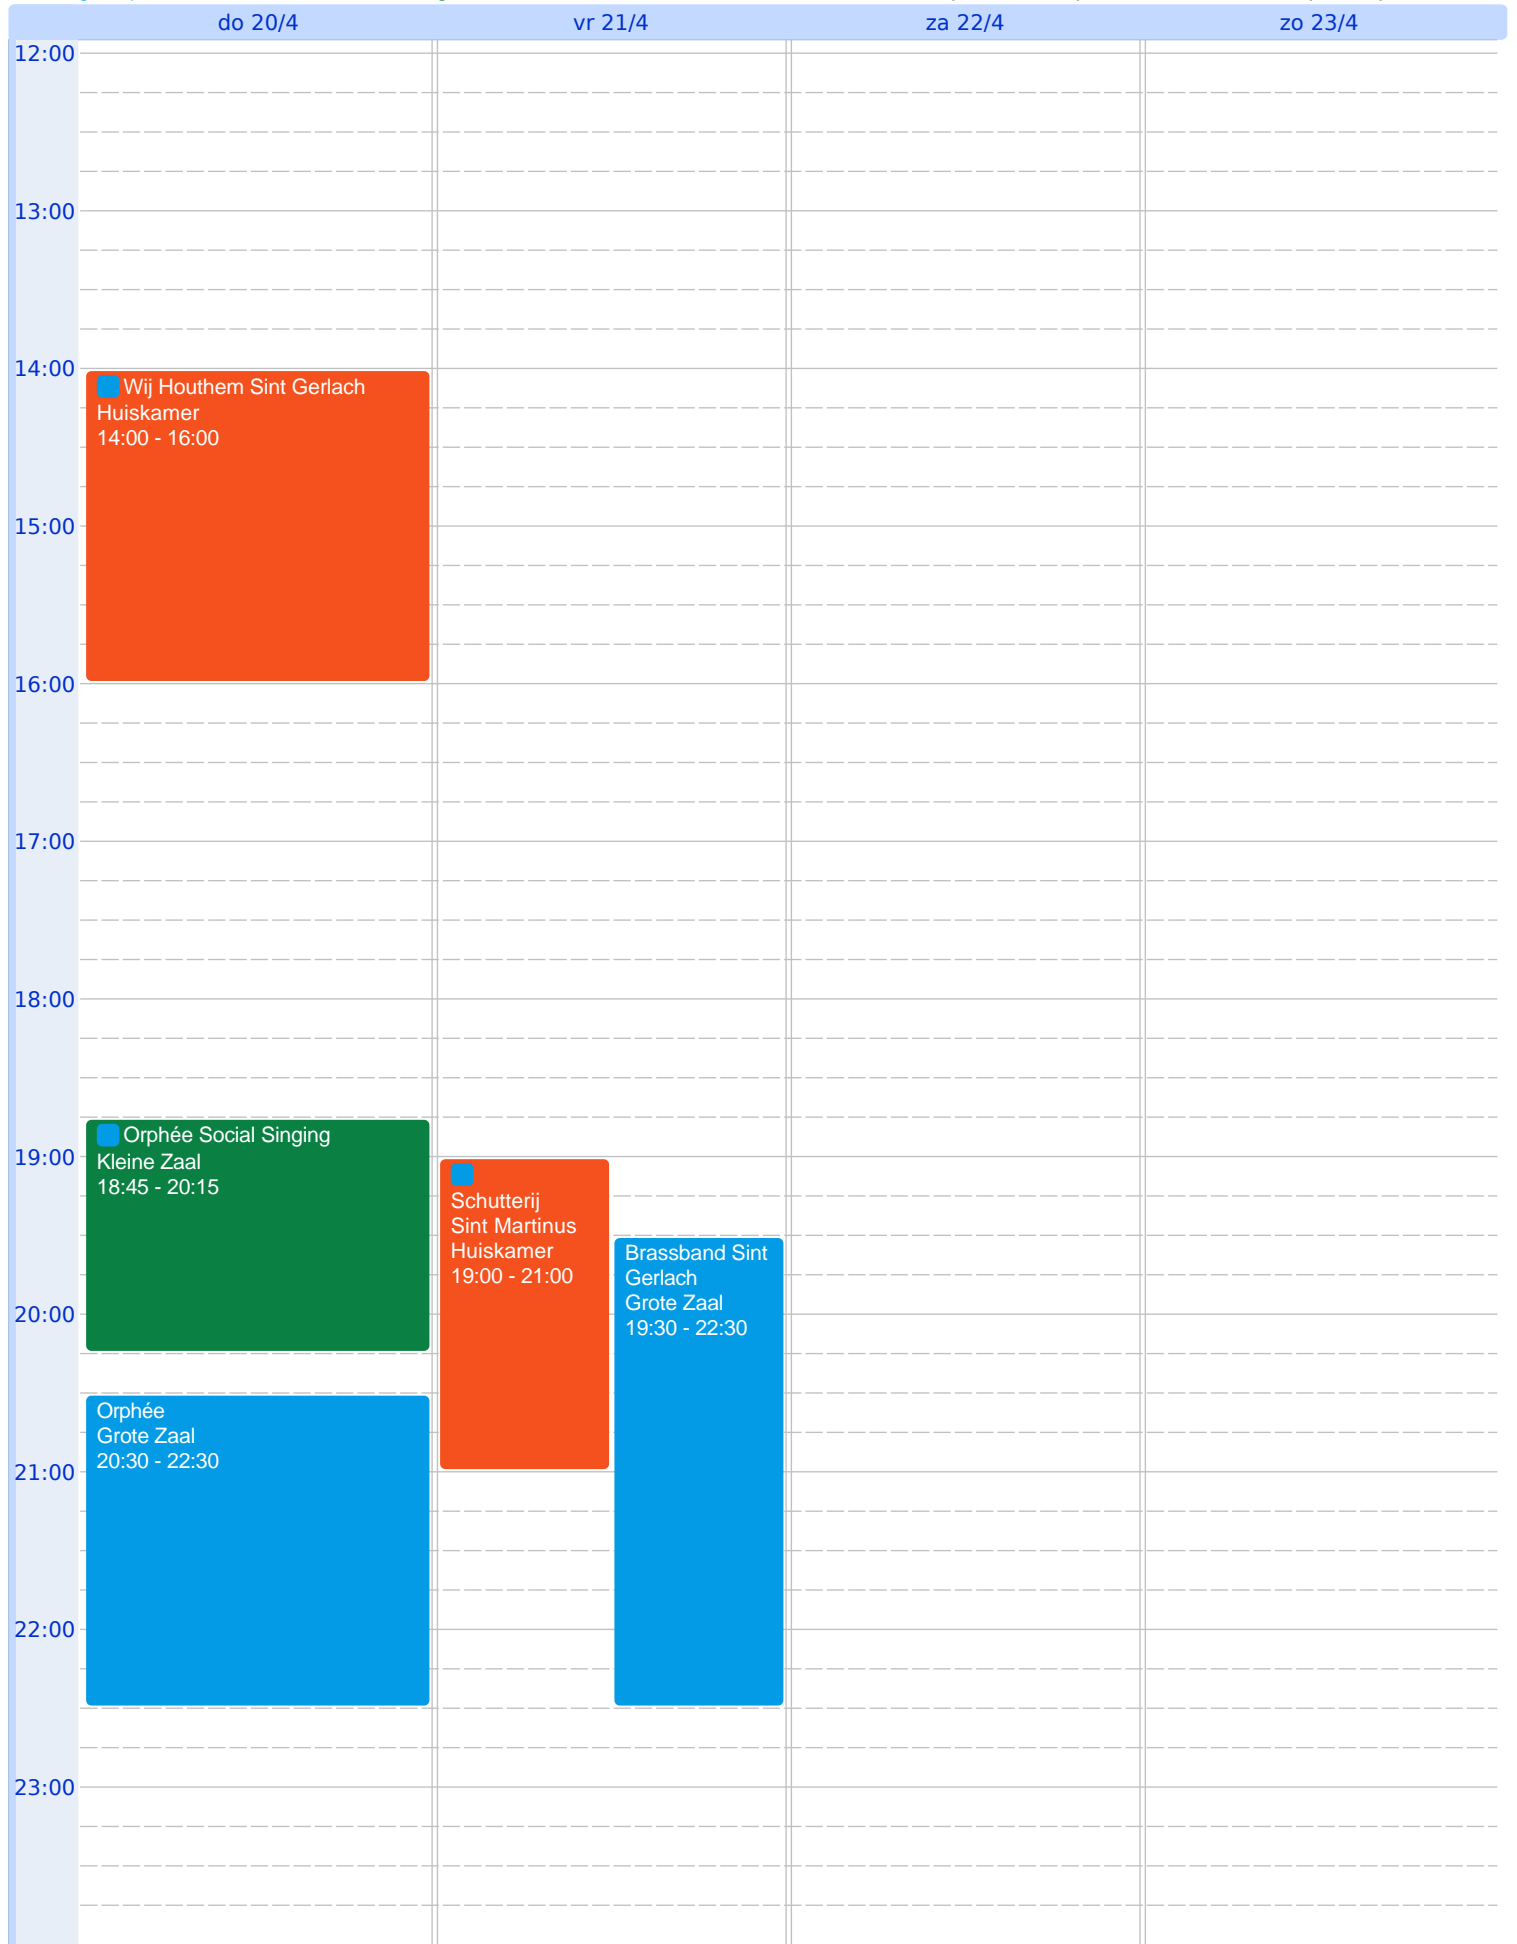 do 20/4
vr 21/4
za 22/4
zo 23/4
12:00
13:00
14:00
15:00
16:00
17:00
18:00
19:00
20:00
21:00
22:00
23:00
Wij Houthem Sint Gerlach
Huiskamer
14:00 - 16:00
Orphée Social Singing
Kleine Zaal
18:45 - 20:15
Orphée
Grote Zaal
20:30 - 22:30
Schutterij
Sint Martinus
Huiskamer
19:00 - 21:00
Brassband Sint
Gerlach
Grote Zaal
19:30 - 22:30